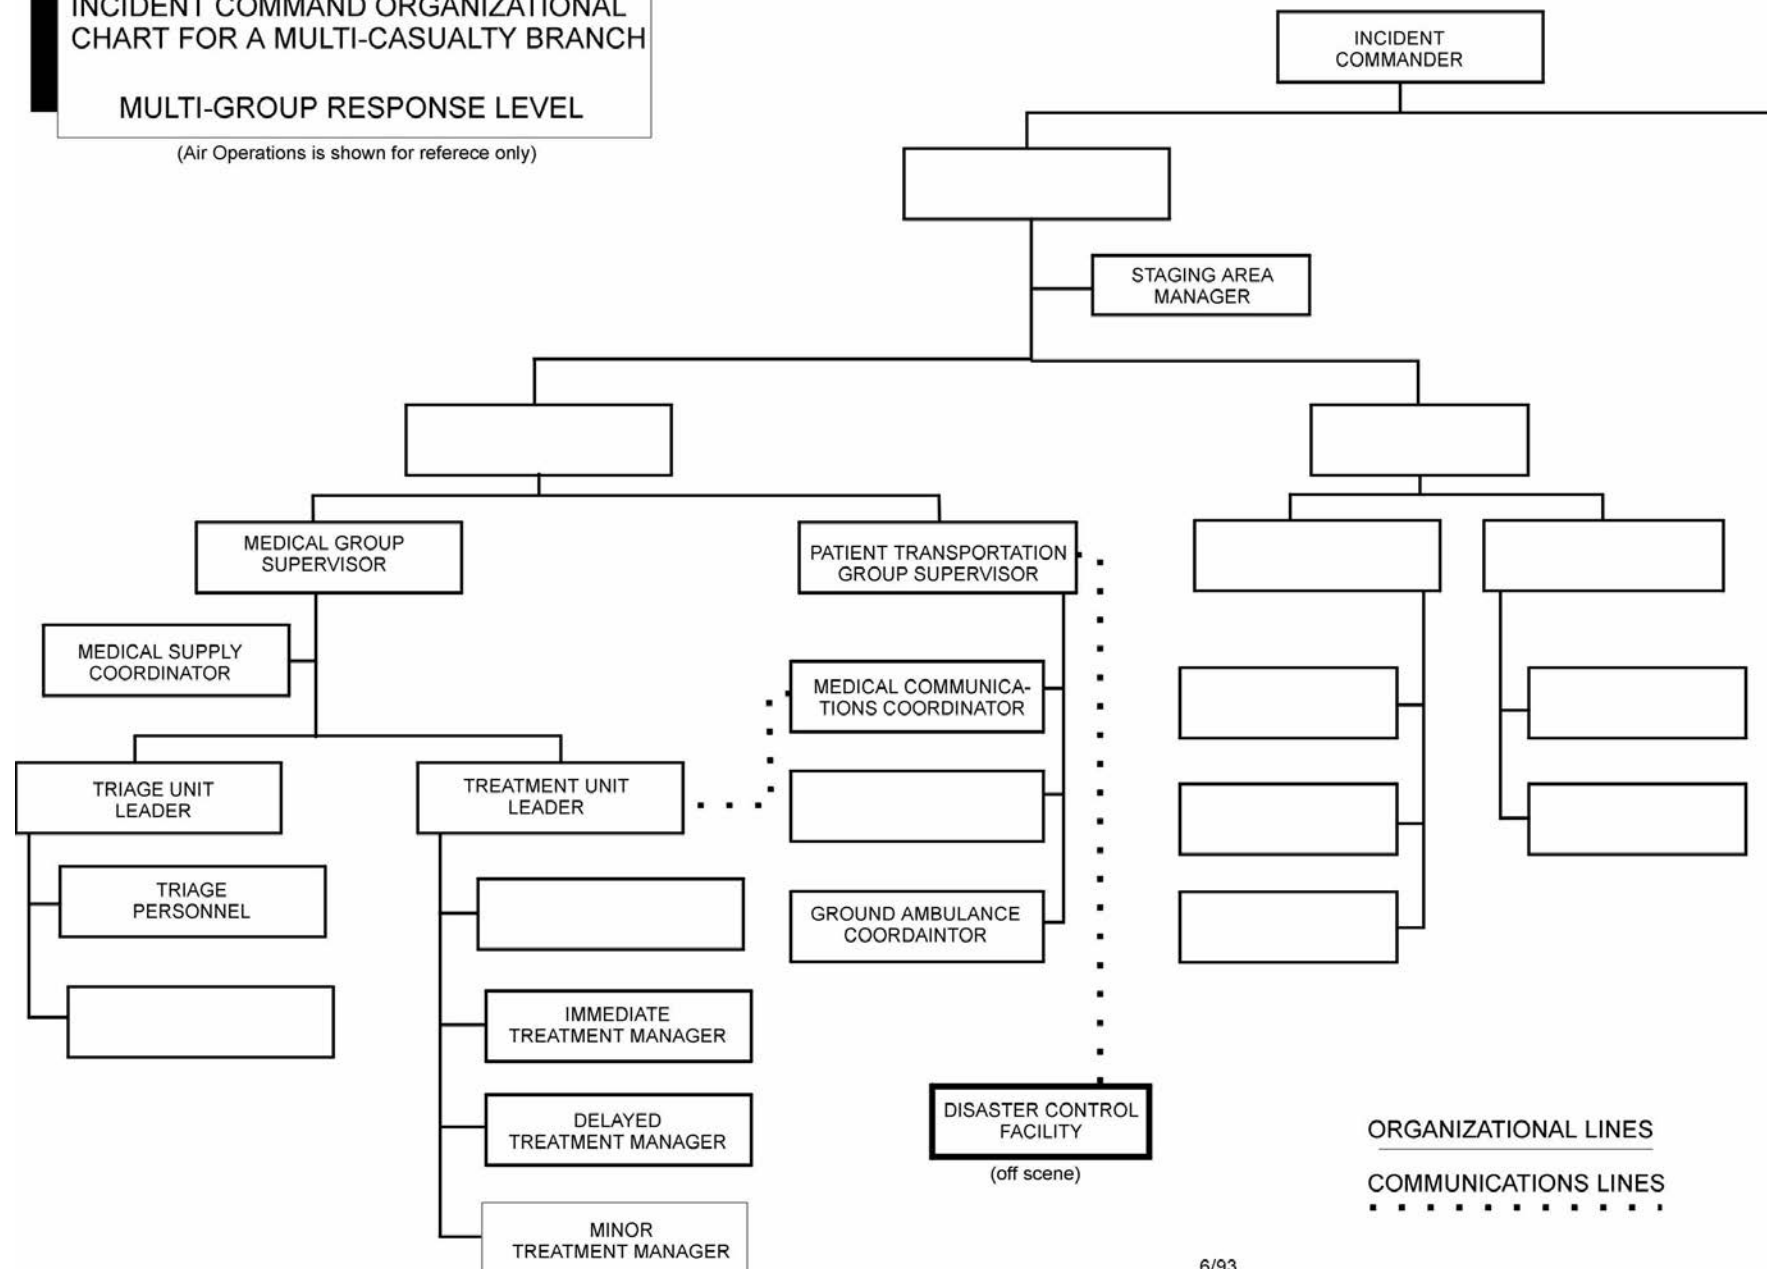 INCIDENT COMMAND ORGANIZATIONAL
CHART FOR A MULTI-CASUALTY BRANCH
MULTI-GROUP RESPONSE LEVEL
(Air Operations is shown for referece only)
INCIDENT
COMMANDER
STAGING AREA
MANAGER
MEDICAL GROUP
SUPERVISOR
PATIENT TRANSPORTATION
GROUP SUPERVISOR
MEDICAL SUPPLY
COORDINATOR
MEDICAL COMMUNICA-
TIONS COORDINATOR
TRIAGE UNIT
LEADER
TREATMENT UNIT
LEADER
TRIAGE
PERSONNEL
GROUND AMBULANCE
COORDAINTOR
IMMEDIATE
TREATMENT MANAGER
DELAYED
TREATMENT MANAGER
MINOR
TREATMENT MANAGER
DISASTER CONTROL
FACILITY
(off scene)
ORGANIZATIONAL LINES
COMMUNICATIONS LINES
6/93